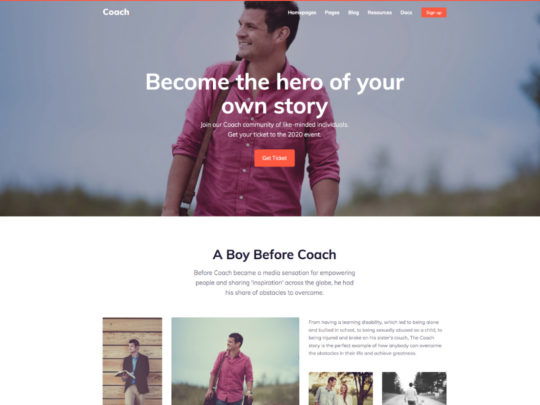 Coach
Homepages Pages Blog Resources Docs Sign up
Become the hero of your
own story
Join our Coach community of like-minded individuals.
Get your ticket to the 2020 event.
Get Ticket
A Boy Before Coach
Before Coach became a media sensation for empowering
people and sharing 'inspiration' across the globe, he had
his share of obstacles to overcome.
From having a learning disability, which led to being alone
and bullied in school, to being sexually abused as a child, to
being injured and broke on his sister's couch, The Coach
story is the perfect example of how anybody can overcome
the obstacles in their life and achieve greatness.